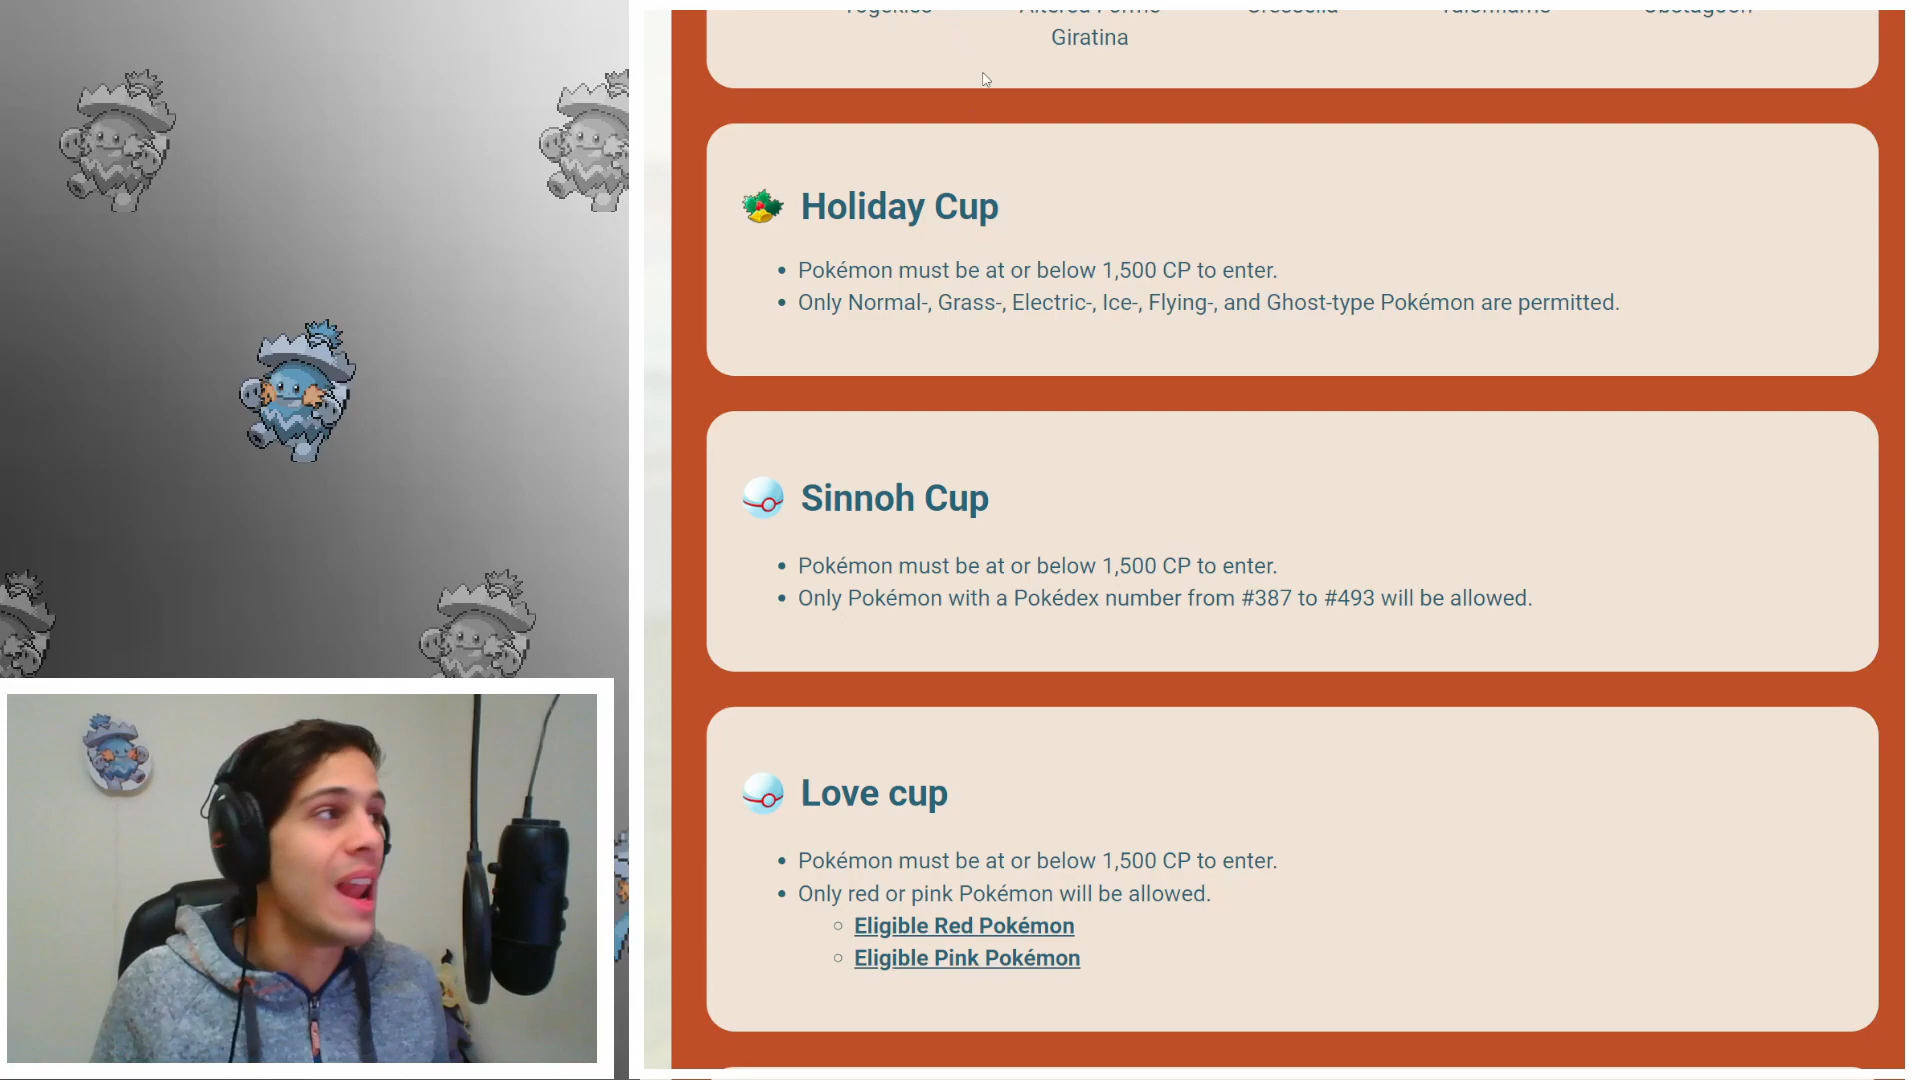 Giratina
Holiday Cup
Pokémon must be at or below 1,500 CP to enter.
Only Normal-, Grass-, Electric-, Ice-, Flying-, and Ghost-type Pokémon are permitted.
Sinnoh Cup
Pokémon must be at or below 1,500 CP to enter.
Only Pokémon with a Pokédex number from #387 to #493 will be allowed.
Love cup
Pokémon must be at or below 1,500 CP to enter.
Only red or pink Pokémon will be allowed.
Eligible Red Pokémon
Eligible Pink Pokémon